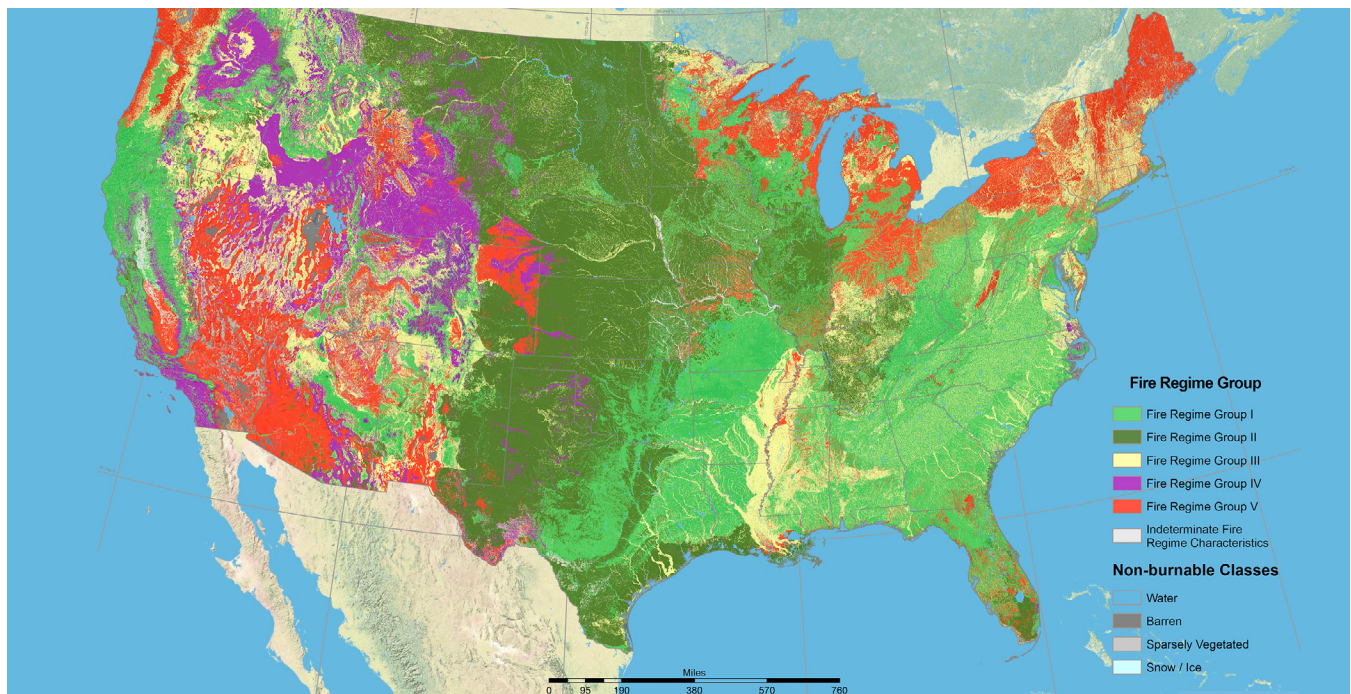 Fire Regime Group
Fire Regime Group I
Fire Regime Group II
Fire Regime Group III
Fire Regime Group IV
Fire Regime Group V
Indeterminate Fire
Regime Characteristics
Non-burnable Classes
Water
Barren
Sparsely Vegetated
Snow / Ice
Miles
0 95 190 380 570 760